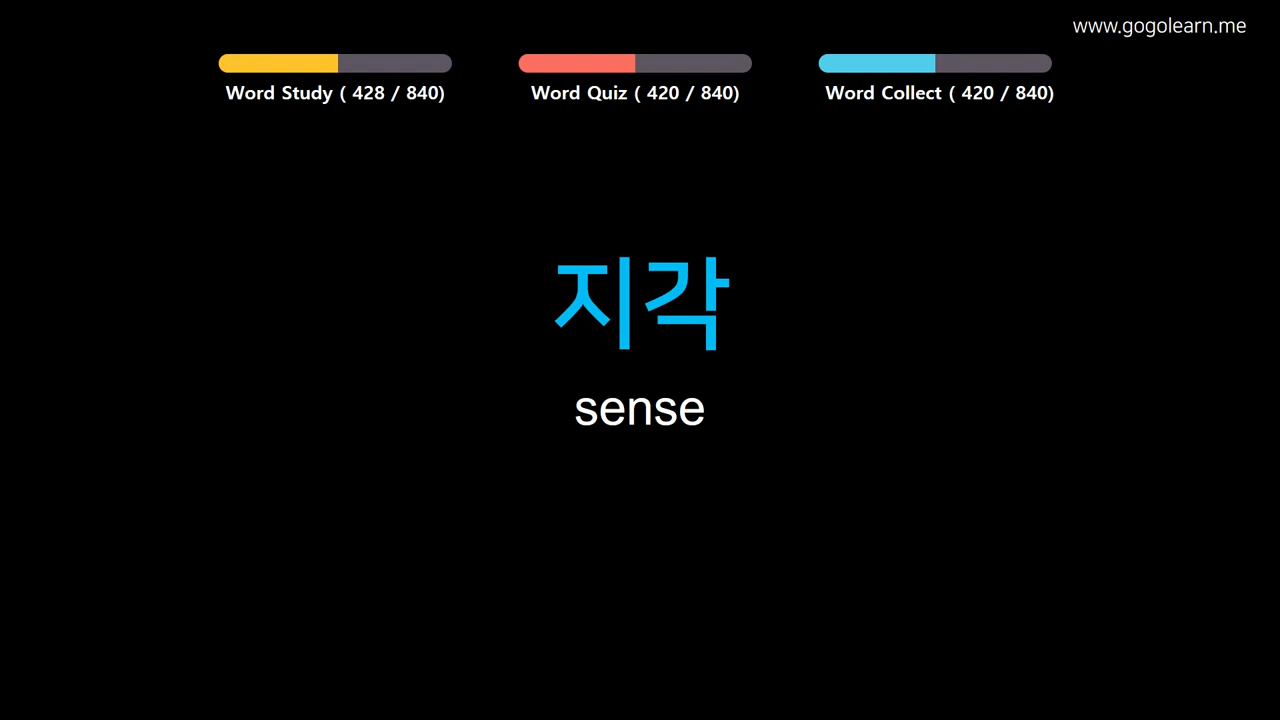 www.gogolearn.me
Word Study ( 428 / 840)
Word Quiz ( 420 / 840)
Word Collect ( 420 / 840)
지각
sense